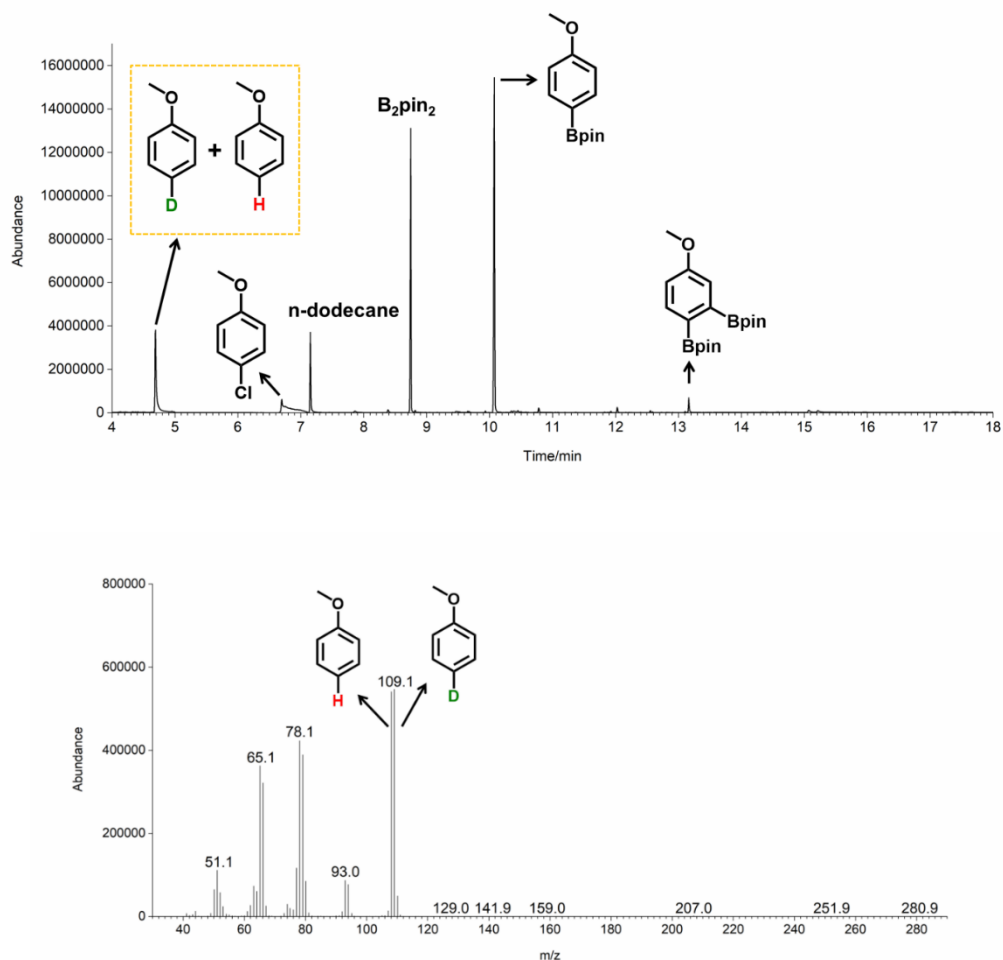 16000000
14000000
12000000
10000000
8000000
6000000
4000000
2000000
0
Abundance
4 5 6 7 8 9 10 11 12 13 14 15 16 17 18
Time/min
O
D
+
O
H
O
Cl
n-dodecane
B2pin2
O
Bpin
O
Bpin
Bpin
800000
600000
400000
200000
0
Abundance
O
H
O
D
109.1
78.1
65.1
51.1
93.0
129.0 141.9 159.0 207.0 251.9 280.9
40 60 80 100 120 140 160 180 200 220 240 260 280
m/z